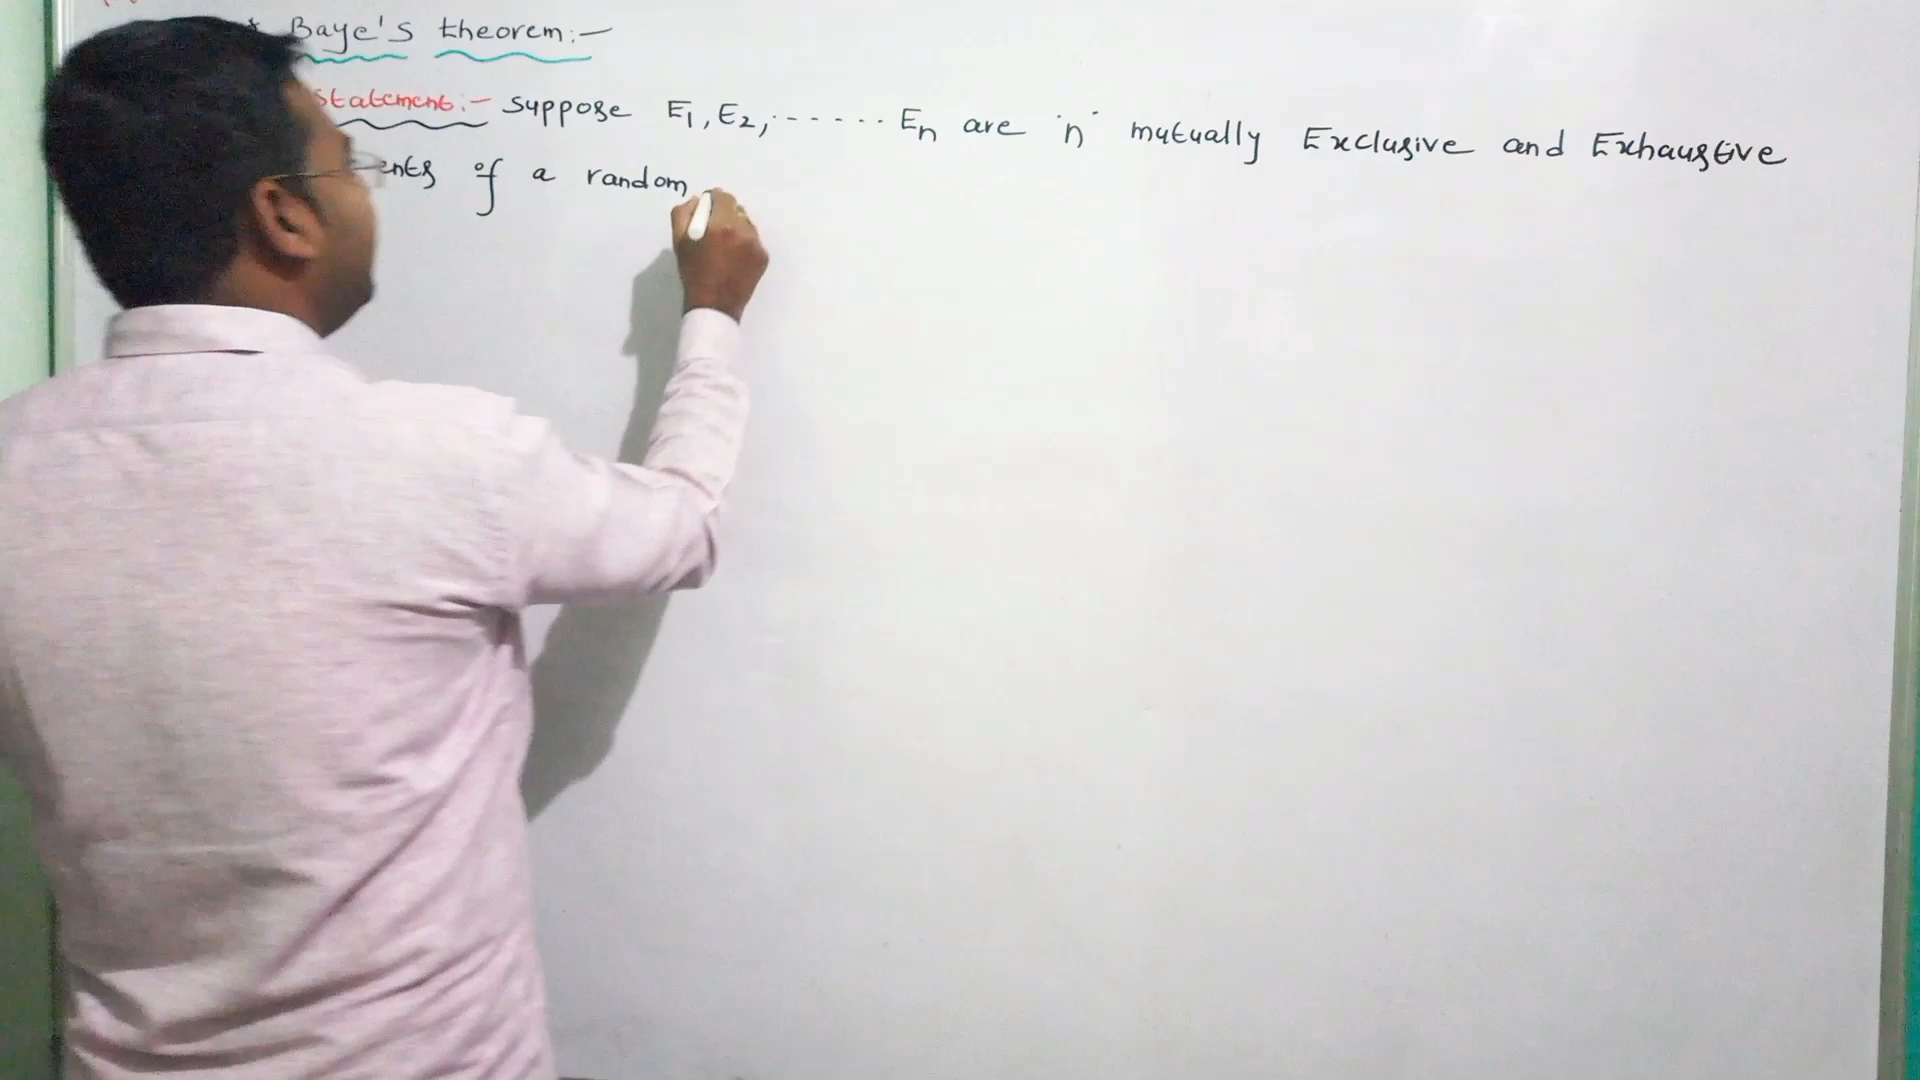 Baye's theorem:-
Statement:- Suppose E1, E2, ------ En are 'n' mutually Exclusive and Exhaustive
of a random